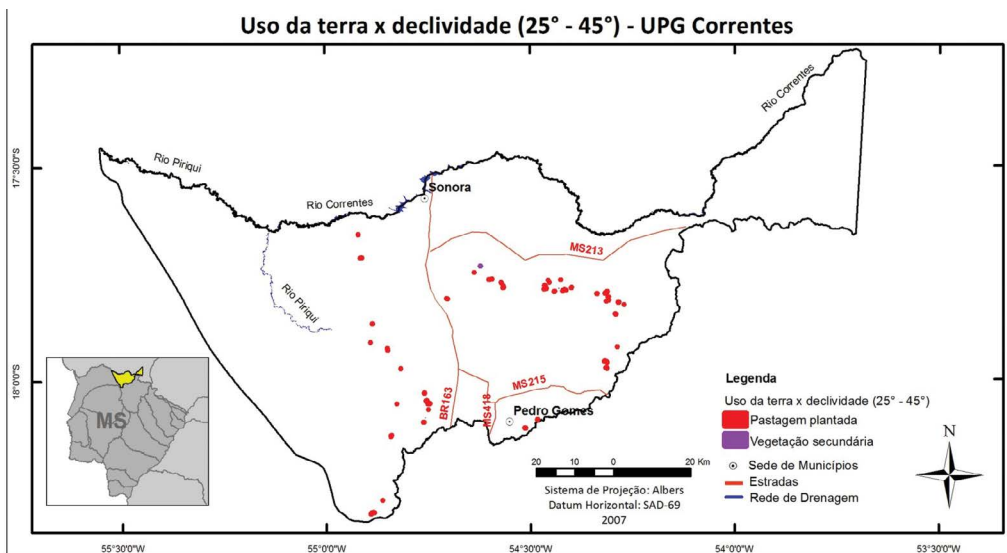 Uso da terra x declividade (25° - 45°) - UPG Correntes
Rio Correntes
17°30'0"S
Rio Piriqui
Sonora
Rio Correntes
MS213
Rio Piriqui
18°0'0"S
BR163
MS418
MS215
Pedro Gomes
MS
Legenda
Uso da terra x declividade (25° - 45°)
Pastagem plantada
Vegetação secundária
Sede de Municípios
Estradas
Rede de Drenagem
N
20 10 0 20 Km
Sistema de Projeção: Albers
Datum Horizontal: SAD-69
2007
55°30'0"W 55°0'0"W 54°30'0"W 54°0'0"W 53°30'0"W